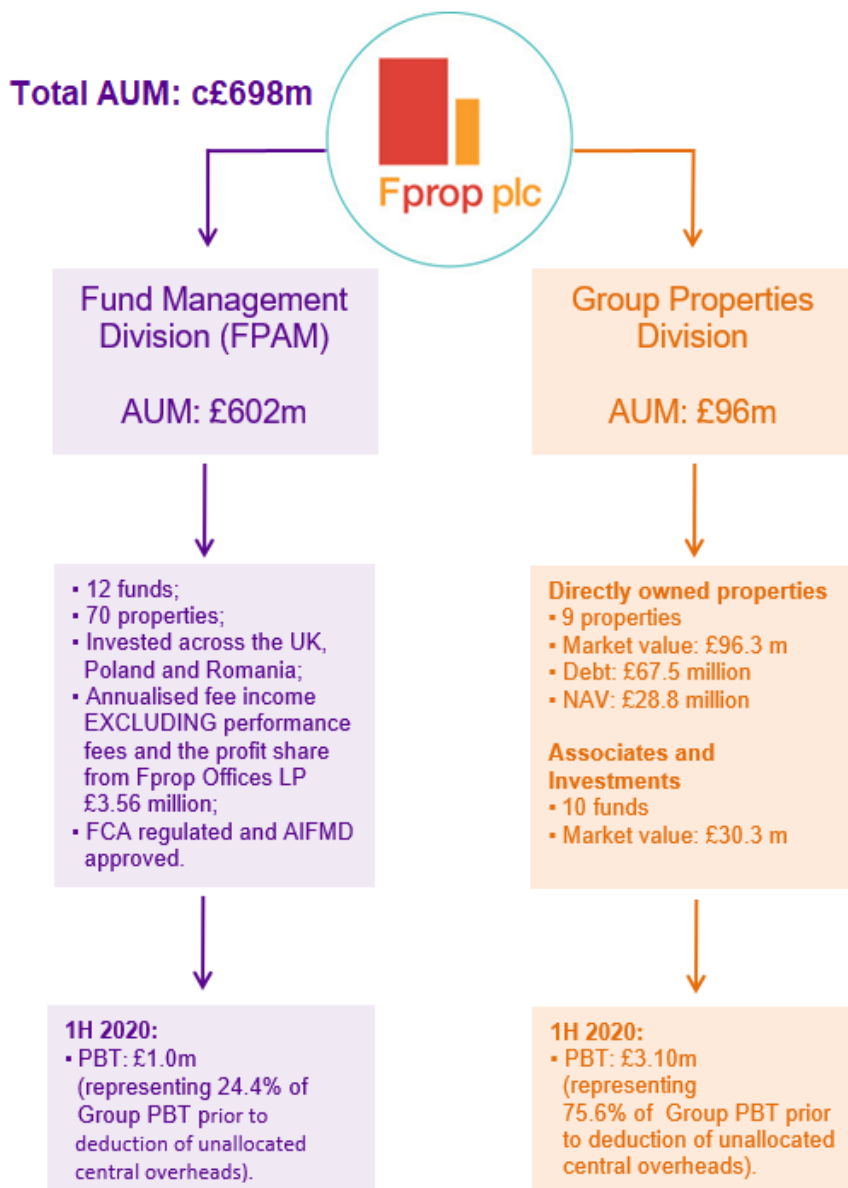 Total AUM: c£698m
Fprop plc
Fund Management
Division (FPAM)
AUM: £602m
Group Properties
Division
AUM: £96m
▪ 12 funds;
▪ 70 properties;
▪ Invested across the UK,
Poland and Romania;
▪ Annualised fee income
EXCLUDING performance
fees and the profit share
from Fprop Offices LP
£3.56 million;
▪ FCA regulated and AIFMD
approved.
Directly owned properties
▪ 9 properties
▪ Market value: £96.3 m
▪ Debt: £67.5 million
▪ NAV: £28.8 million
Associates and
Investments
▪ 10 funds
▪ Market value: £30.3 m
1H 2020:
▪ PBT: £1.0m
(representing 24.4% of
Group PBT prior to
deduction of unallocated
central overheads).
1H 2020:
▪ PBT: £3.10m
(representing
75.6% of Group PBT prior
to deduction of unallocated
central overheads).